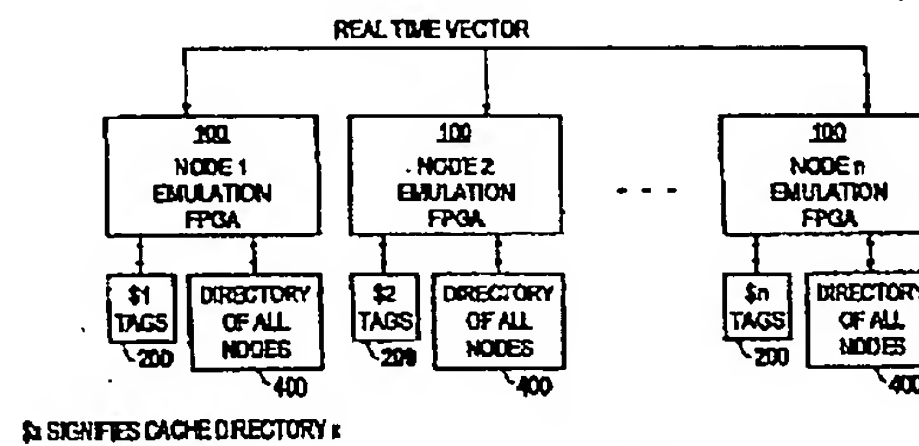 REAL TIME VECTOR
100
NODE 1
EMULATION
FPGA
100
NODE 2
EMULATION
FPGA
- - -
100
NODE n
EMULATION
FPGA
$1
TAGS
200
DIRECTORY
OF ALL
NODES
400
$2
TAGS
200
DIRECTORY
OF ALL
NODES
400
$n
TAGS
200
DIRECTORY
OF ALL
NODES
400
$x SIGNIFIES CACHE DIRECTORY x